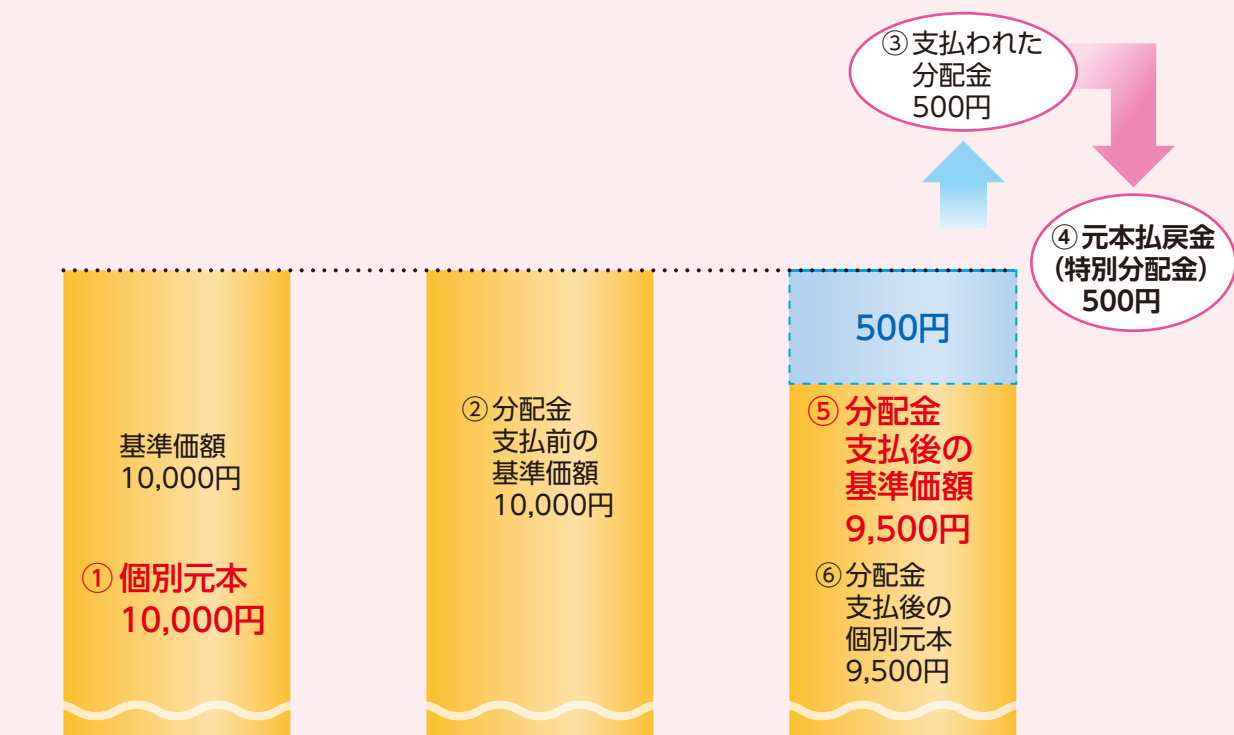 基準価額
10,000円
①個別元本
10,000円
②分配金
支払前の
基準価額
10,000円
③支払われた
分配金
500円
④元本払戻金
（特別分配金）
500円
500円
⑤分配金
支払後の
基準価額
9,500円
⑥分配金
支払後の
個別元本
9,500円